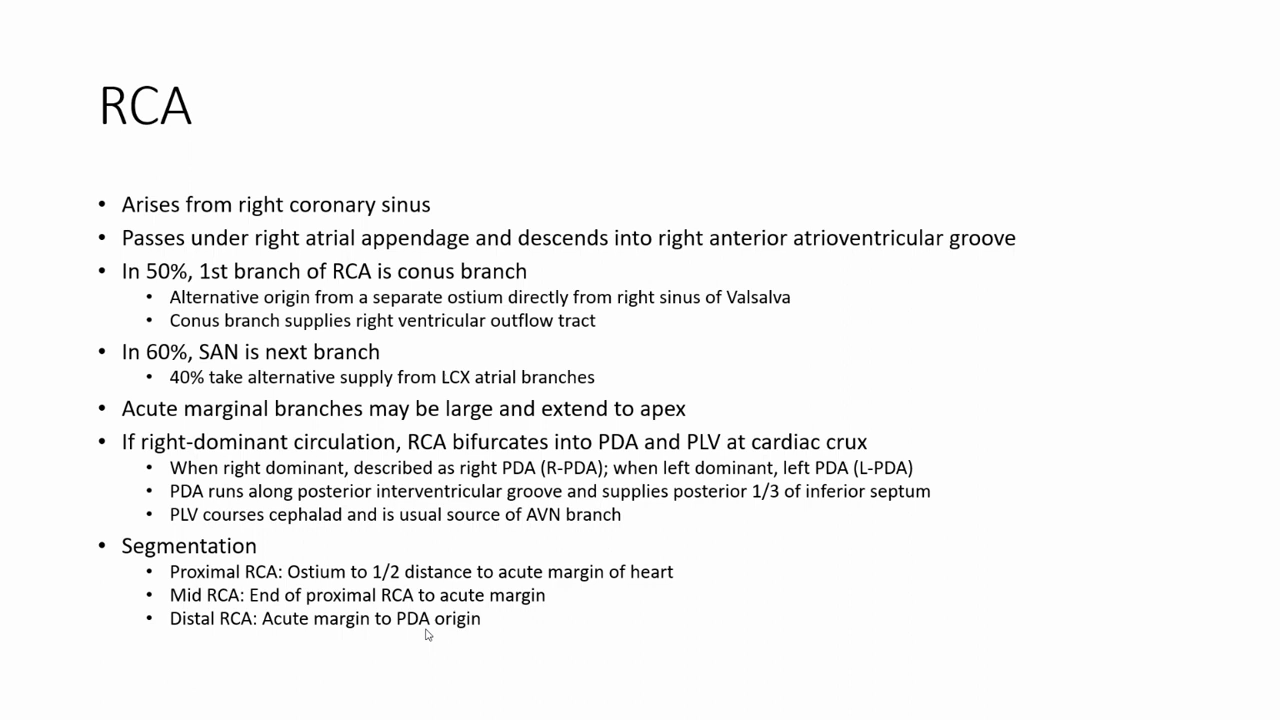 RCA
• Arises from right coronary sinus
• Passes under right atrial appendage and descends into right anterior atrioventricular groove
• In 50%, 1st branch of RCA is conus branch
• Alternative origin from a separate ostium directly from right sinus of Valsalva
• Conus branch supplies right ventricular outflow tract
• In 60%, SAN is next branch
• 40% take alternative supply from LCX atrial branches
• Acute marginal branches may be large and extend to apex
• If right-dominant circulation, RCA bifurcates into PDA and PLV at cardiac crux
• When right dominant, described as right PDA (R-PDA); when left dominant, left PDA (L-PDA)
• PDA runs along posterior interventricular groove and supplies posterior 1/3 of inferior septum
• PLV courses cephalad and is usual source of AVN branch
• Segmentation
• Proximal RCA: Ostium to 1/2 distance to acute margin of heart
• Mid RCA: End of proximal RCA to acute margin
• Distal RCA: Acute margin to PDA origin